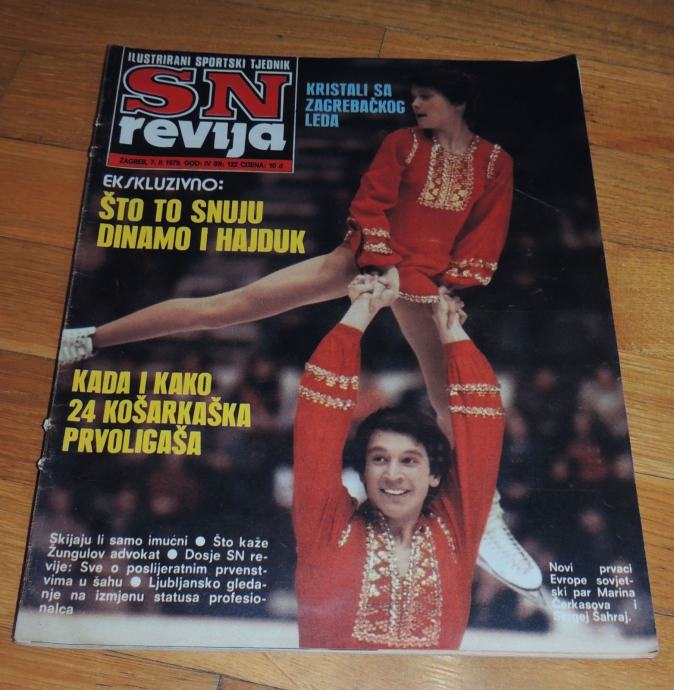 ILUSTRIRANI SPORTSKI TJEDNIK
SN
revija
ZAGREB, 7. II 1979. GOD: IV BR: 122 CIJENA: 10 d
KRISTALI SA
ZAGREBAČKOG
LEDA
EKSKLUZIVNO:
ŠTO TO SNUJU
DINAMO I HAJDUK
KADA I KAKO
24 KOŠARKAŠKA
PRVOLIGAŠA
Skijaju li samo imućni ● Što kaže
Žungulov advokat ● Dosje SN re-
vije: Sve o poslijeratnim prvenst-
vima u šahu ● Ljubljansko gleda-
nje na izmjenu statusa profesio-
nalca
Novi prvaci
Evrope sovjet-
ski par Marina
Čerkasova i
Sergej Šahraj.